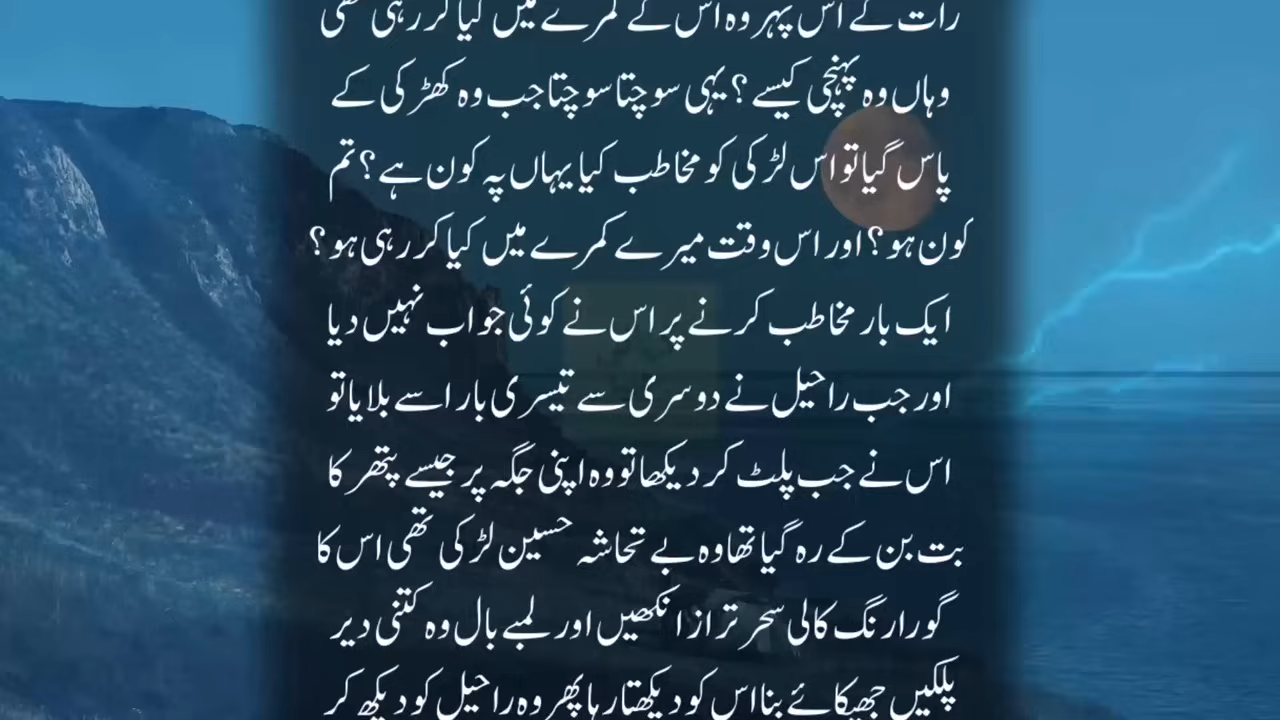 رات کے اس پہر وہ اس کے کمرے میں کیا کر رہی تھی
وہاں وہ پہنچی کیسے؟ یہی سوچتا سوچتا جب وہ کھڑکی کے
پاس گیا تو اس لڑکی کو مخاطب کیا یہاں پہ کون ہے؟ تم
کون ہو؟ اور اس وقت میرے کمرے میں کیا کر رہی ہو؟
ایک بار مخاطب کرنے پر اس نے کوئی جواب نہیں دیا
اور جب راحیل نے دوسری سے تیسری بار اسے بلایا تو
اس نے جب پلٹ کر دیکھا تو وہ اپنی جگہ پر جیسے پتھر کا
بت بن کے رہ گیا تھا وہ بے تحاشہ حسین لڑکی تھی اس کا
گورا رنگ کالی سحر تراز انکھیں اور لمبے بال وہ کتنی دیر
پلکیں جھپکائے بنا اس کو دیکھتا رہا پھر وہ راحیل کو دیکھ کر